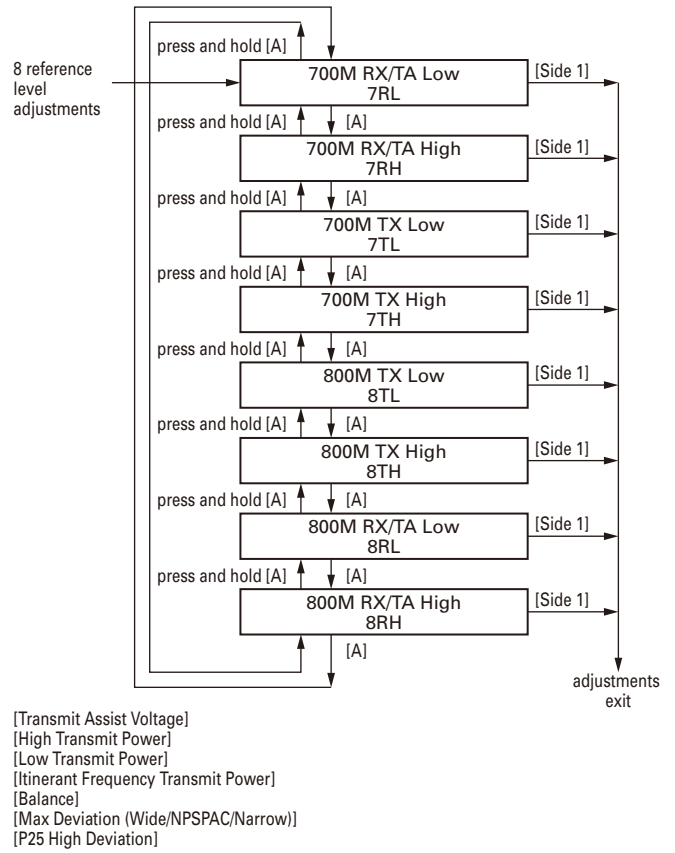 press and hold [A]
8 reference
level
adjustments
700M RX/TA Low
7RL
[Side 1]
press and hold [A]
[A]
700M RX/TA High
7RH
[Side 1]
press and hold [A]
[A]
700M TX Low
7TL
[Side 1]
press and hold [A]
[A]
700M TX High
7TH
[Side 1]
press and hold [A]
[A]
800M TX Low
8TL
[Side 1]
press and hold [A]
[A]
800M TX High
8TH
[Side 1]
press and hold [A]
[A]
800M RX/TA Low
8RL
[Side 1]
press and hold [A]
[A]
800M RX/TA High
8RH
[Side 1]
[A]
adjustments
exit
[Transmit Assist Voltage]
[High Transmit Power]
[Low Transmit Power]
[Itinerant Frequency Transmit Power]
[Balance]
[Max Deviation (Wide/NPSPAC/Narrow)]
[P25 High Deviation]